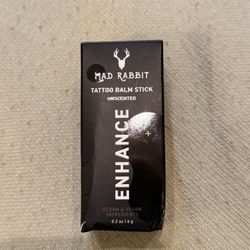 MAD RABBIT
TATTOO BALM STICK
UNSCENTED
ENHANCE
+
CLEAN & VEGAN
INGREDIENTS